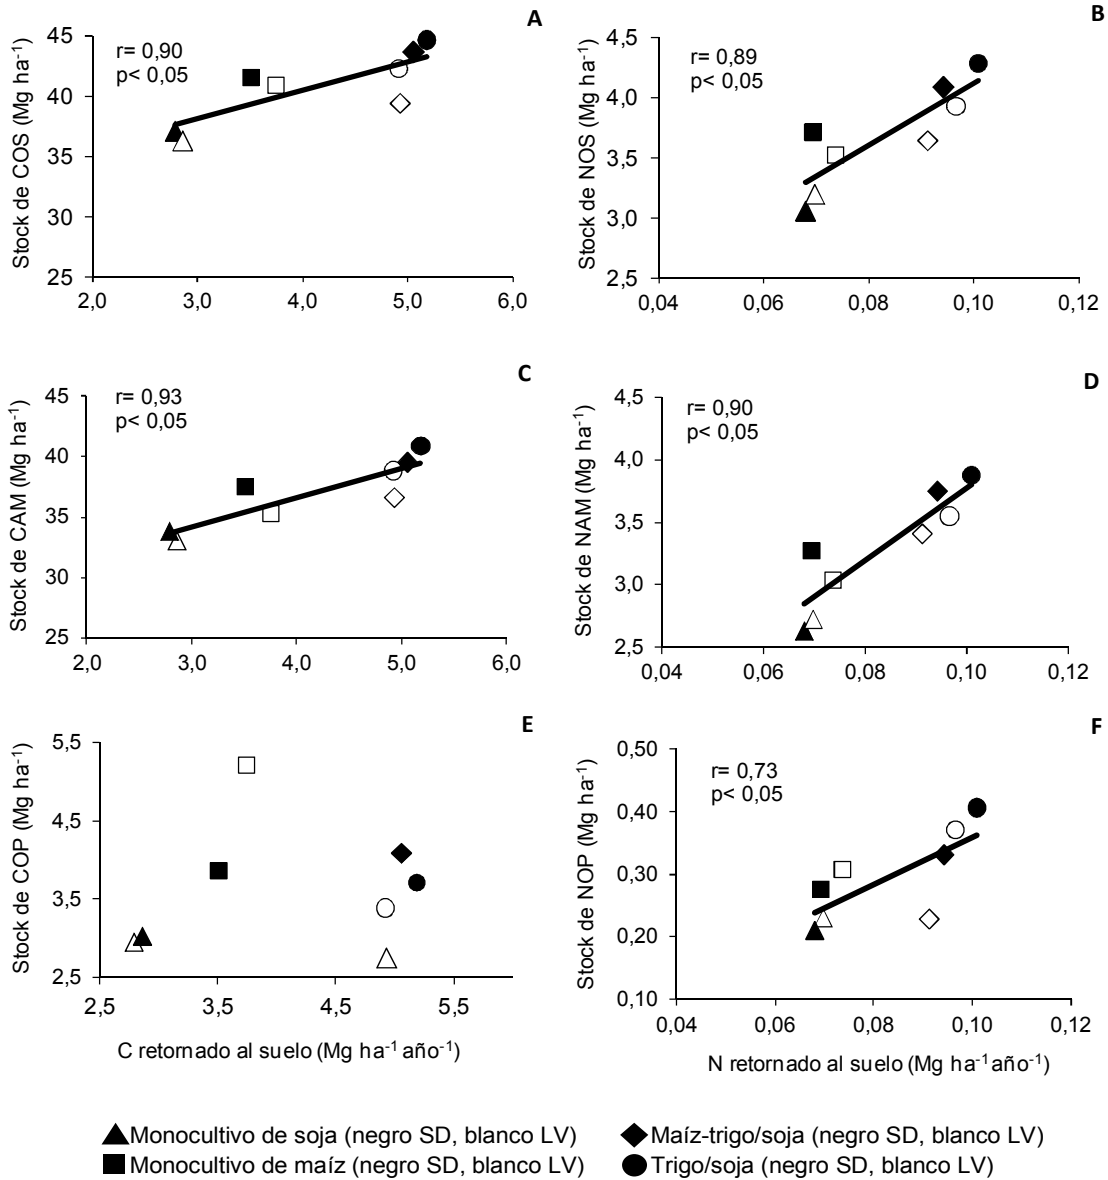 A
Stock de COS (Mg ha⁻¹)
r= 0,90
p< 0,05
45
40
35
30
25
2,0 3,0 4,0 5,0 6,0
B
Stock de NOS (Mg ha⁻¹)
r= 0,89
p< 0,05
4,5
4,0
3,5
3,0
2,5
0,04 0,06 0,08 0,10 0,12
C
Stock de CAM (Mg ha⁻¹)
r= 0,93
p< 0,05
45
40
35
30
25
2,0 3,0 4,0 5,0 6,0
D
Stock de NAM (Mg ha⁻¹)
r= 0,90
p< 0,05
4,5
4,0
3,5
3,0
2,5
0,04 0,06 0,08 0,10 0,12
E
Stock de COP (Mg ha⁻¹)
5,5
4,5
3,5
2,5
2,5 3,5 4,5 5,5
C retornado al suelo (Mg ha⁻¹ año⁻¹)
F
Stock de NOP (Mg ha⁻¹)
r= 0,73
p< 0,05
0,50
0,40
0,30
0,20
0,10
0,04 0,06 0,08 0,10 0,12
N retornado al suelo (Mg ha⁻¹ año⁻¹)
Monocultivo de soja (negro SD, blanco LV)
Maíz-trigo/soja (negro SD, blanco LV)
Monocultivo de maíz (negro SD, blanco LV)
Trigo/soja (negro SD, blanco LV)